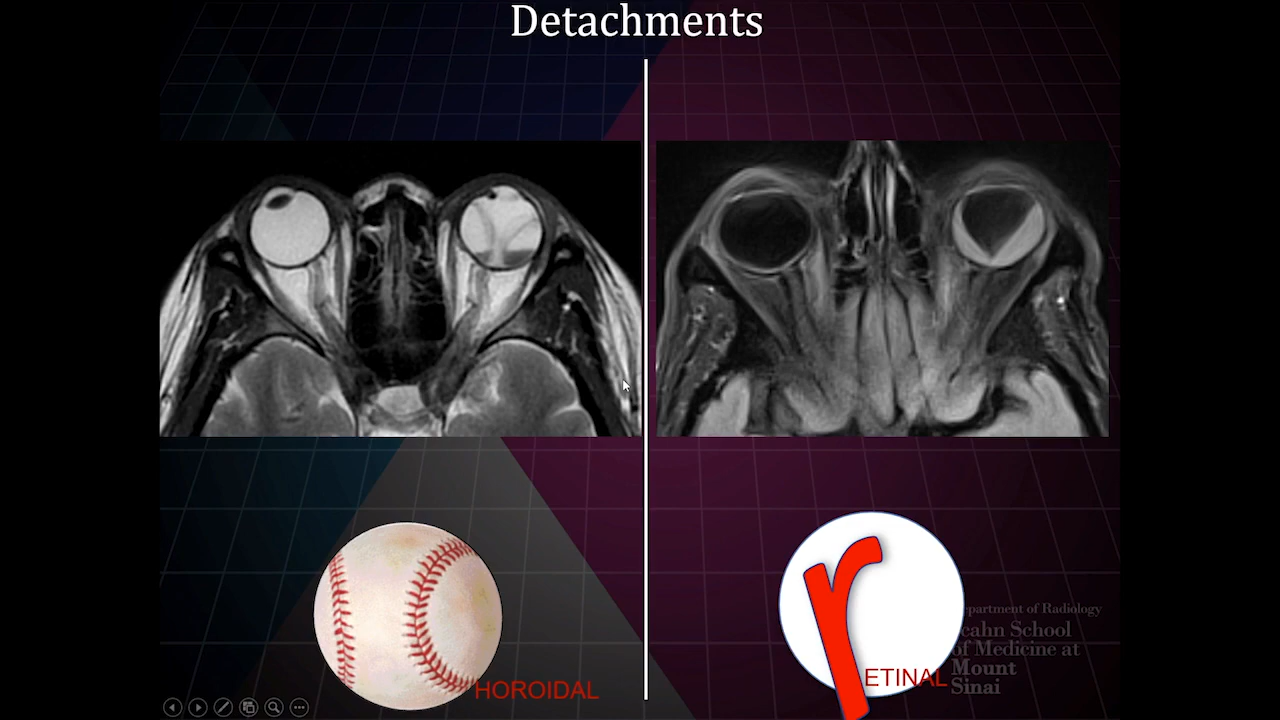 Detachments
HOROIDAL
r
ETINAL
epartment of Radiology
cahn School
of Medicine at
Mount
Sinai